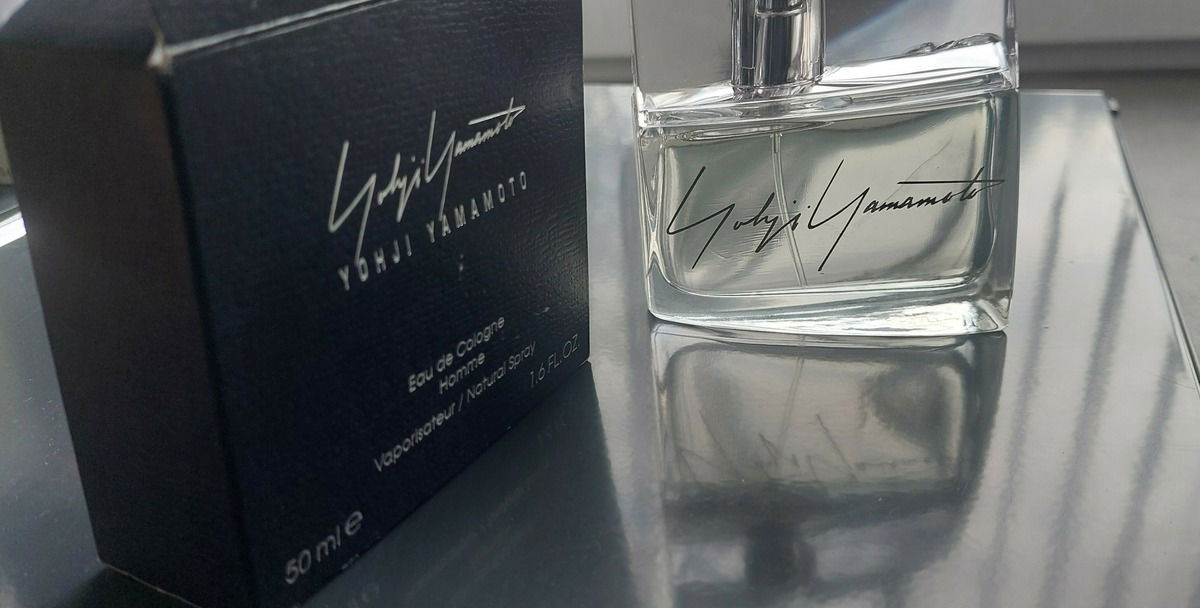 Yohji Yamamoto
YOHJI YAMAMOTO
Eau de Cologne
Homme
Vaporisateur / Natural Spray
50 ml e 1.6 FL.OZ
Yohji Yamamoto